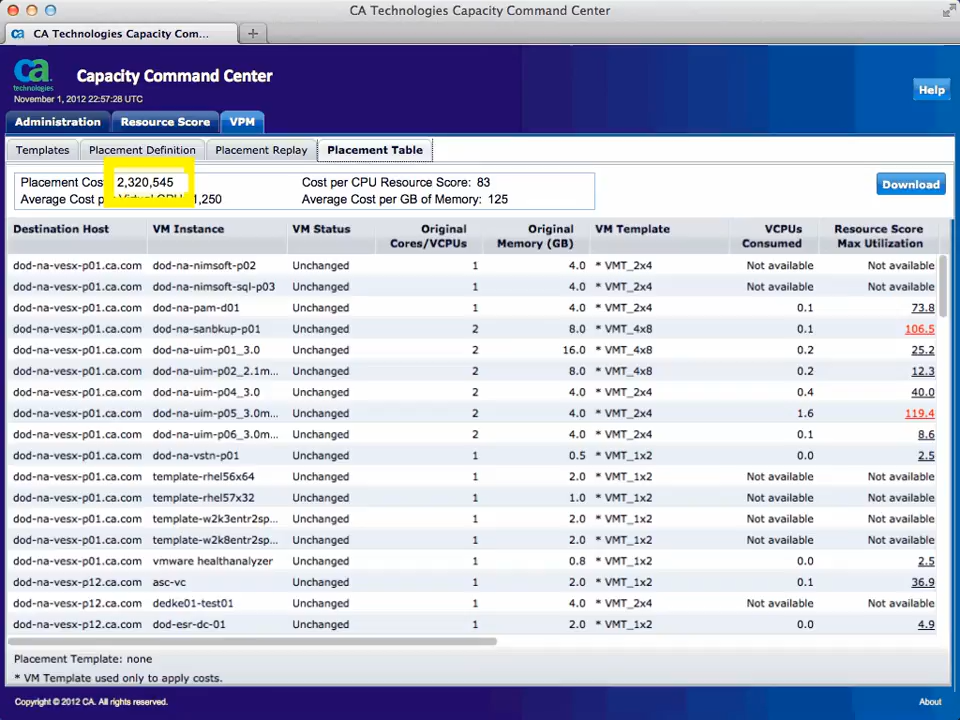 CA Technologies Capacity Command Center
CA Technologies Capacity Com...
ca technologies
Capacity Command Center
November 1, 2012 22:57:28 UTC
Help
Administration Resource Score VPM
Templates Placement Definition Placement Replay Placement Table
Placement Cos 2,320,545 Cost per CPU Resource Score: 83
Average Cost per Virtual CPU 1,250 Average Cost per GB of Memory: 125
Download
Destination Host VM Instance VM Status Original Cores/VCPUs Original Memory (GB) VM Template VCPUs Consumed Resource Score Max Utilization
dod-na-vesx-p01.ca.com dod-na-nimsoft-p02 Unchanged 1 4.0 * VMT_2x4 Not available Not available
dod-na-vesx-p01.ca.com dod-na-nimsoft-sql-p03 Unchanged 1 4.0 * VMT_2x4 Not available Not available
dod-na-vesx-p01.ca.com dod-na-pam-d01 Unchanged 1 4.0 * VMT_2x4 0.1 73.8
dod-na-vesx-p01.ca.com dod-na-sanbkup-p01 Unchanged 2 8.0 * VMT_4x8 0.1 106.5
dod-na-vesx-p01.ca.com dod-na-uim-p01_3.0 Unchanged 2 16.0 * VMT_4x8 0.2 25.2
dod-na-vesx-p01.ca.com dod-na-uim-p02_2.1m... Unchanged 2 8.0 * VMT_4x8 0.2 12.3
dod-na-vesx-p01.ca.com dod-na-uim-p04_3.0 Unchanged 2 4.0 * VMT_2x4 0.4 40.0
dod-na-vesx-p01.ca.com dod-na-uim-p05_3.0m... Unchanged 2 4.0 * VMT_2x4 1.6 119.4
dod-na-vesx-p01.ca.com dod-na-uim-p06_3.0m... Unchanged 2 4.0 * VMT_2x4 0.1 8.6
dod-na-vesx-p01.ca.com dod-na-vstn-p01 Unchanged 1 0.5 * VMT_1x2 0.0 2.5
dod-na-vesx-p01.ca.com template-rhel56x64 Unchanged 1 2.0 * VMT_1x2 Not available Not available
dod-na-vesx-p01.ca.com template-rhel57x32 Unchanged 1 1.0 * VMT_1x2 Not available Not available
dod-na-vesx-p01.ca.com template-w2k3entr2sp... Unchanged 1 2.0 * VMT_1x2 Not available Not available
dod-na-vesx-p01.ca.com template-w2k8entr2sp... Unchanged 1 2.0 * VMT_1x2 Not available Not available
dod-na-vesx-p01.ca.com vmware healthanalyzer Unchanged 1 0.8 * VMT_1x2 0.0 2.5
dod-na-vesx-p12.ca.com asc-vc Unchanged 1 2.0 * VMT_1x2 0.1 36.9
dod-na-vesx-p12.ca.com dedke01-test01 Unchanged 1 4.0 * VMT_2x4 Not available Not available
dod-na-vesx-p12.ca.com dod-esr-dc-01 Unchanged 1 2.0 * VMT_1x2 0.0 4.9
Placement Template: none
* VM Template used only to apply costs.
Copyright © 2012 CA. All rights reserved. About